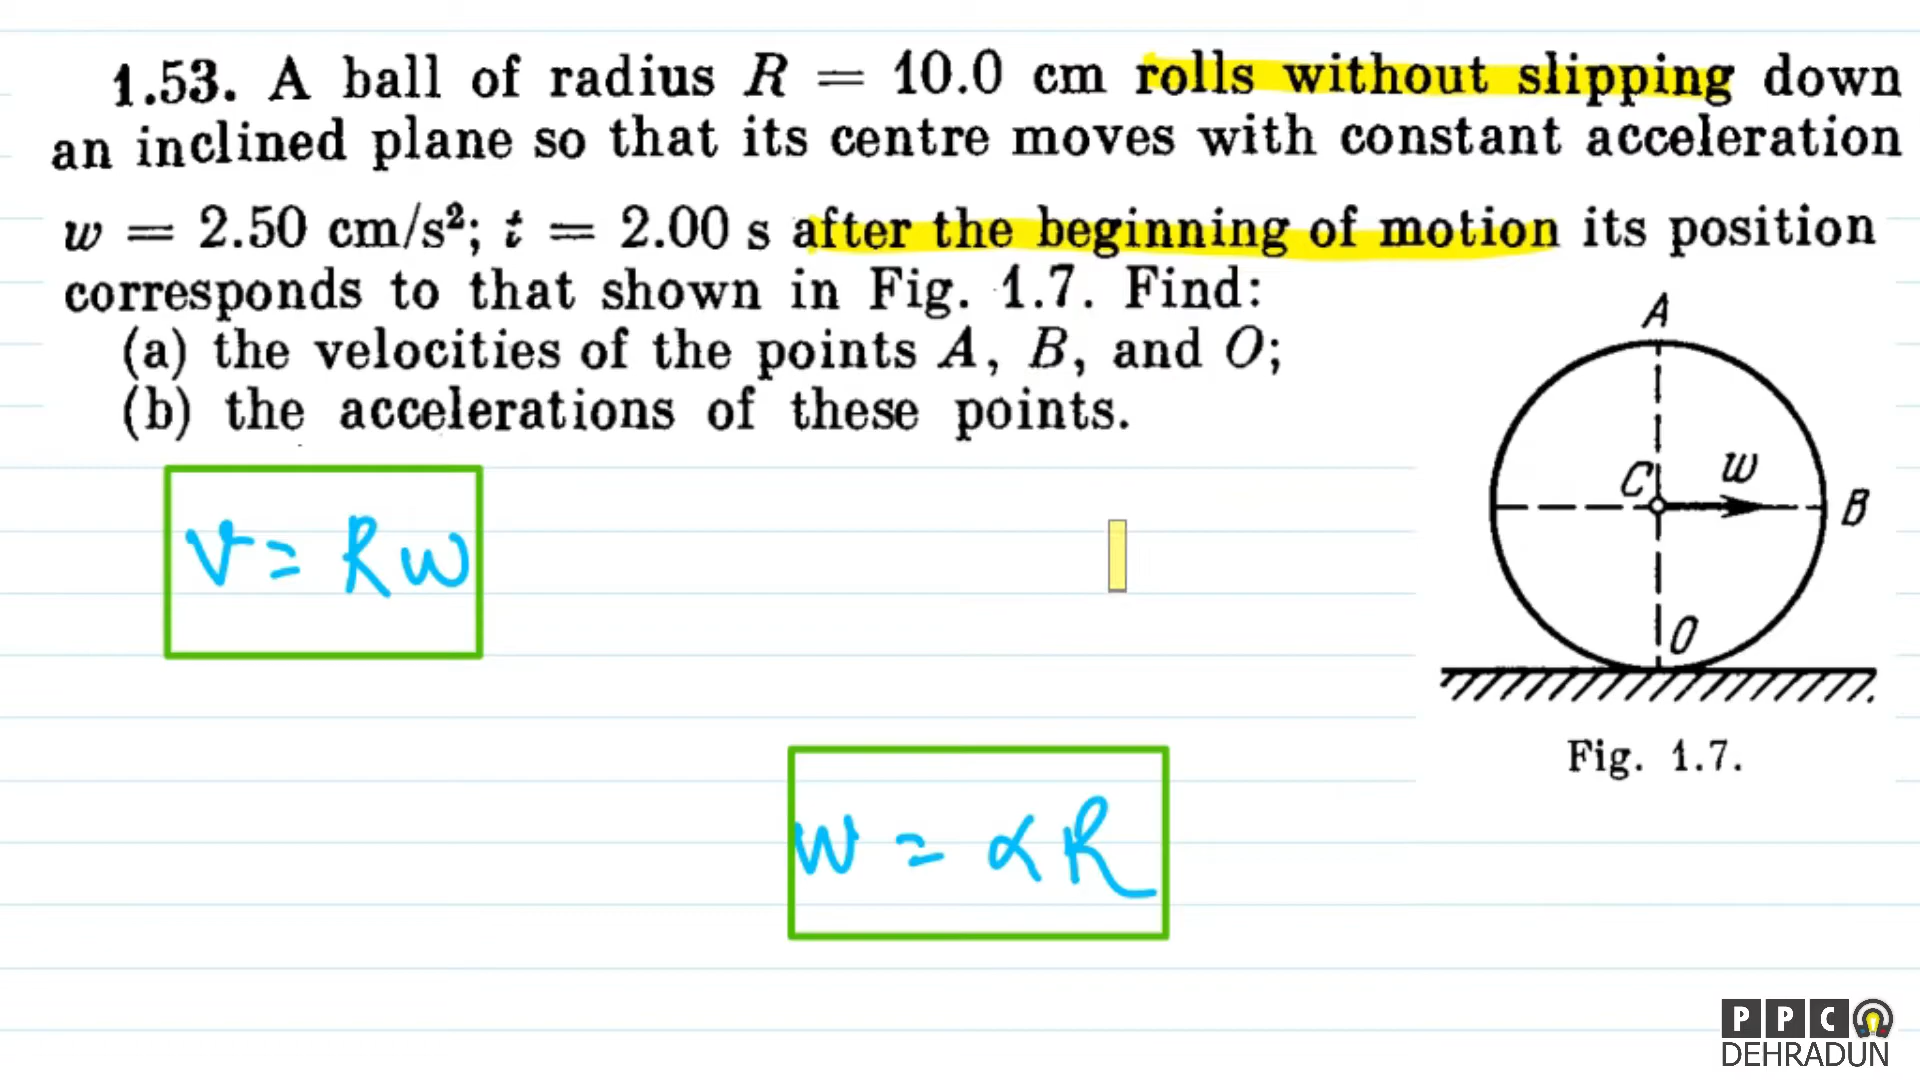 1.53. A ball of radius R = 10.0 cm rolls without slipping down
an inclined plane so that its centre moves with constant acceleration
w = 2.50 cm/s²; t = 2.00 s after the beginning of motion its position
corresponds to that shown in Fig. 1.7. Find:
(a) the velocities of the points A, B, and O;
(b) the accelerations of these points.
A
C
w
B
O
Fig. 1.7.
v = Rω
w = αR
PPC
DEHRADUN